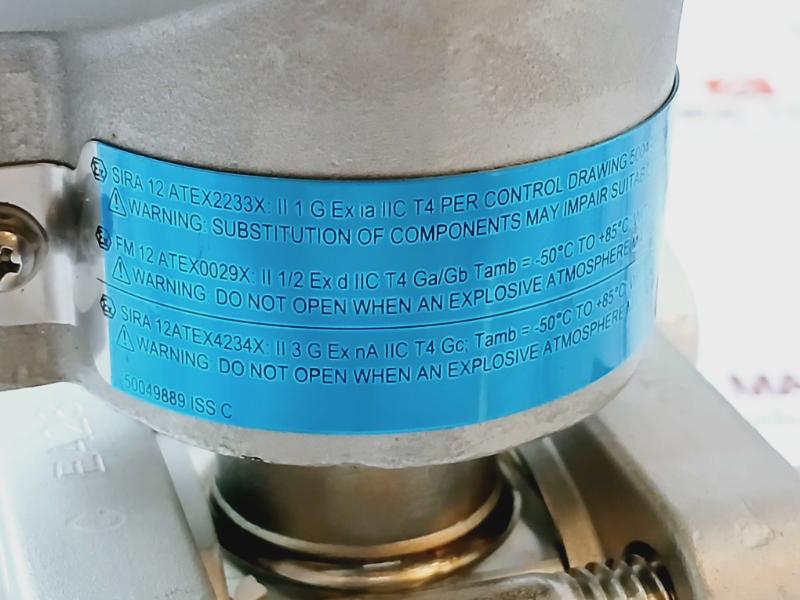 SIRA 12 ATEX2233X: II 1 G Ex ia IIC T4 PER CONTROL DRAWING
WARNING: SUBSTITUTION OF COMPONENTS MAY IMPAIR
FM 12 ATEX0029X: II 1/2 Ex d IIC T4 Ga/Gb Tamb = -50°C TO +85°C
WARNING DO NOT OPEN WHEN AN EXPLOSIVE ATMOSPHERE
SIRA 12ATEX4234X: II 3 G Ex nA IIC T4 Gc; Tamb = -50°C TO +85°C
WARNING DO NOT OPEN WHEN AN EXPLOSIVE ATMOSPHERE
50049889 ISS C